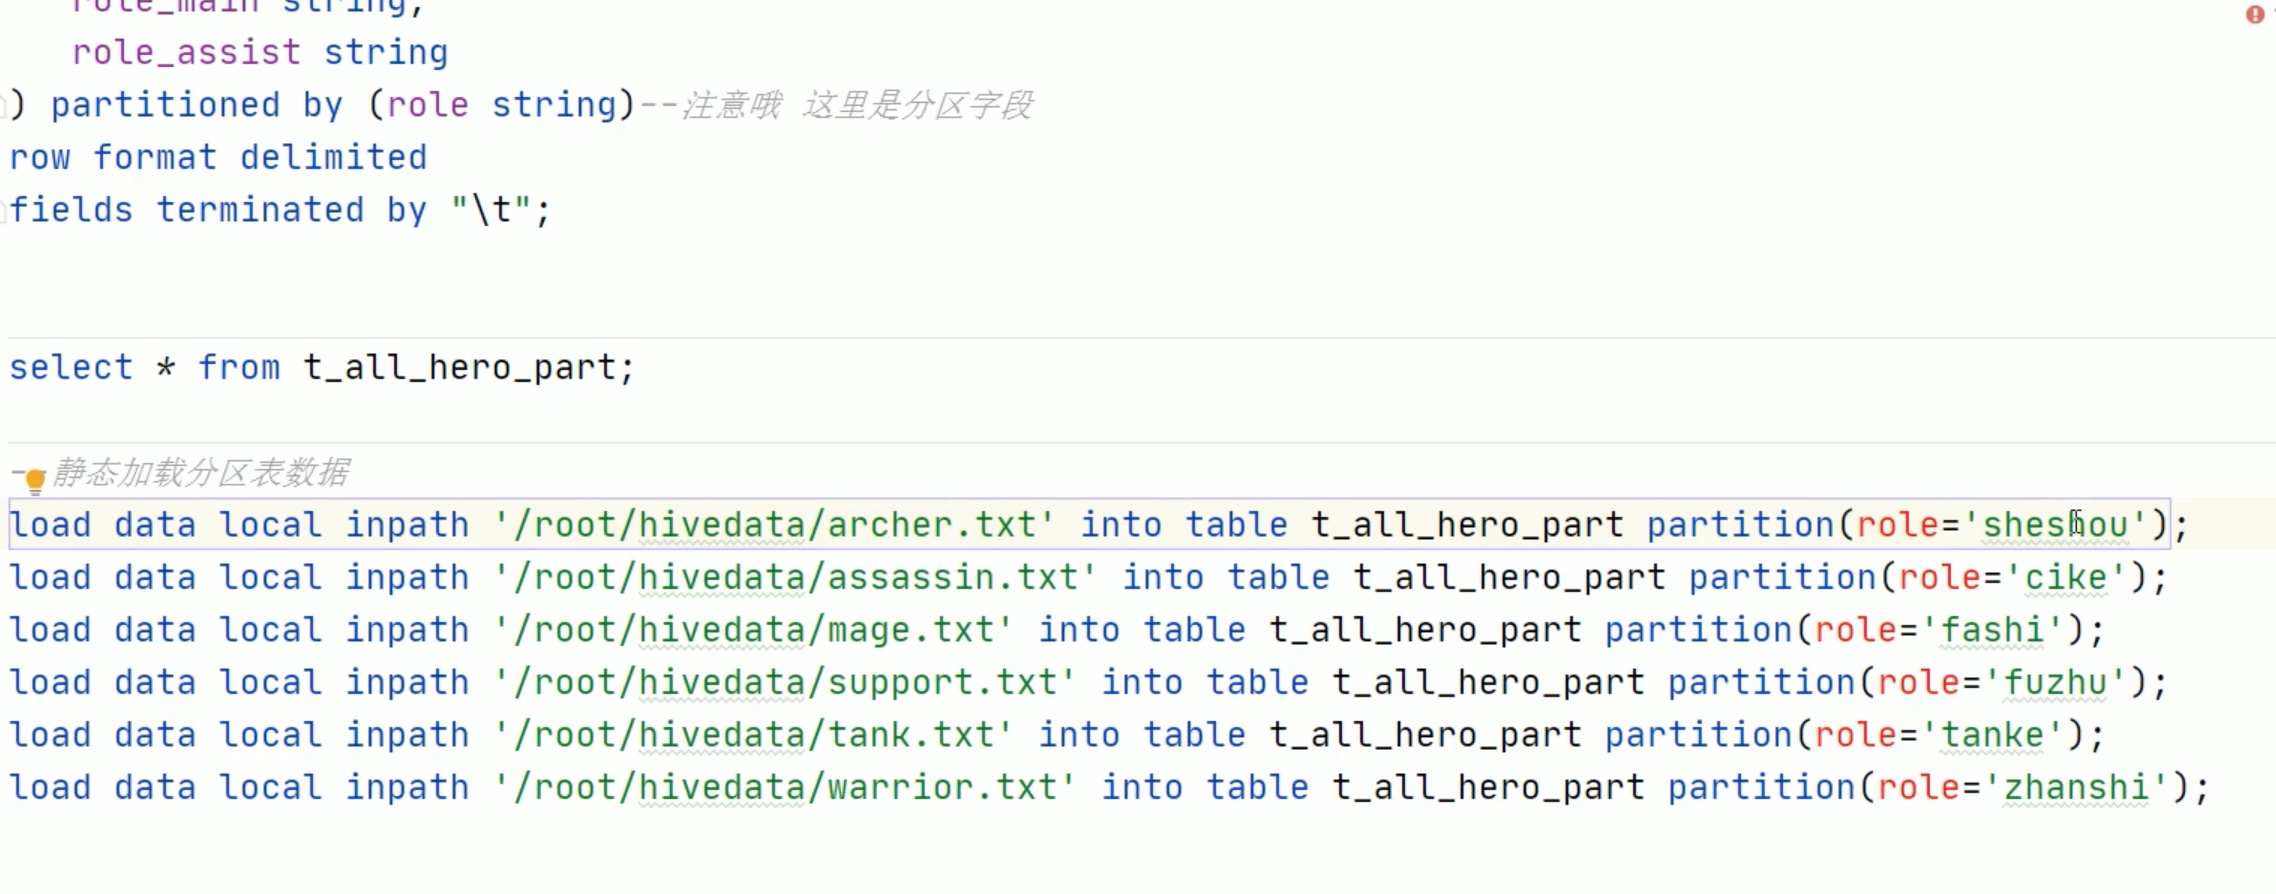 role_main string,
role_assist string
) partitioned by (role string)--注意哦 这里是分区字段
row format delimited
fields terminated by "\t";
select * from t_all_hero_part;
--静态加载分区表数据
load data local inpath '/root/hivedata/archer.txt' into table t_all_hero_part partition(role='sheshou');
load data local inpath '/root/hivedata/assassin.txt' into table t_all_hero_part partition(role='cike');
load data local inpath '/root/hivedata/mage.txt' into table t_all_hero_part partition(role='fashi');
load data local inpath '/root/hivedata/support.txt' into table t_all_hero_part partition(role='fuzhu');
load data local inpath '/root/hivedata/tank.txt' into table t_all_hero_part partition(role='tanke');
load data local inpath '/root/hivedata/warrior.txt' into table t_all_hero_part partition(role='zhanshi');